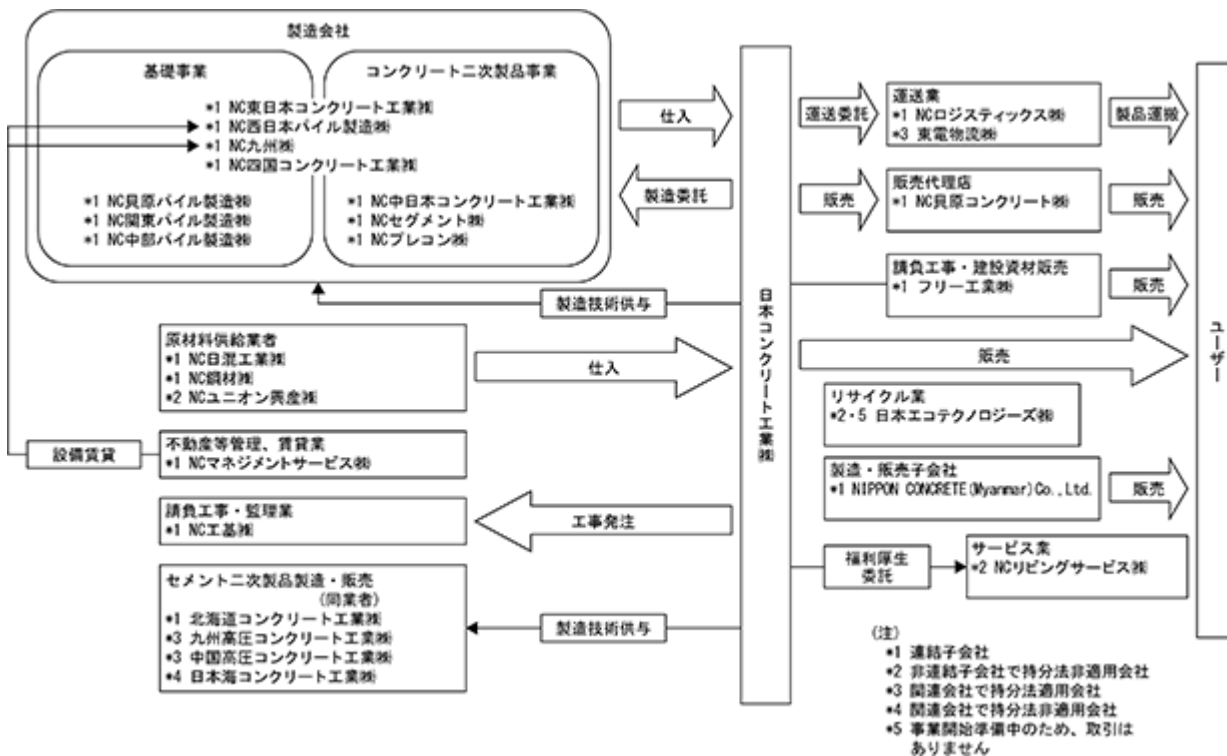 製造会社
基礎事業
コンクリート二次製品事業
*1 NC東日本コンクリート工業㈱
*1 NC西日本パイル製造㈱
*1 NC九州㈱
*1 NC四国コンクリート工業㈱
*1 NC貝原パイル製造㈱
*1 NC関東パイル製造㈱
*1 NC中部パイル製造㈱
*1 NC中日本コンクリート工業㈱
*1 NCセグメント㈱
*1 NCプレコン㈱
仕入
製造委託
製造技術供与
原材料供給業者
*1 NC日混工業㈱
*1 NC鋼材㈱
*2 NCユニオン興産㈱
仕入
設備賃貸
不動産等管理、賃貸業
*1 NCマネジメントサービス㈱
請負工事・監理業
*1 NC工基㈱
工事発注
セメント二次製品製造・販売
(同業者)
*1 北海道コンクリート工業㈱
*3 九州高圧コンクリート工業㈱
*3 中国高圧コンクリート工業㈱
*4 日本海コンクリート工業㈱
製造技術供与
日本コンクリート工業㈱
運送委託
運送業
*1 NCロジスティックス㈱
*3 東電物流㈱
製品運搬
販売
販売代理店
*1 NC貝原コンクリート㈱
販売
請負工事・建設資材販売
*1 フリー工業㈱
販売
販売
リサイクル業
*2・5 日本エコテクノロジーズ㈱
製造・販売子会社
*1 NIPPON CONCRETE(Myanmar)Co.,Ltd.
販売
福利厚生
委託
サービス業
*2 NCリビングサービス㈱
ユーザー
(注)
*1 連結子会社
*2 非連結子会社で持分法非適用会社
*3 関連会社で持分法適用会社
*4 関連会社で持分法非適用会社
*5 事業開始準備中のため、取引は
ありません